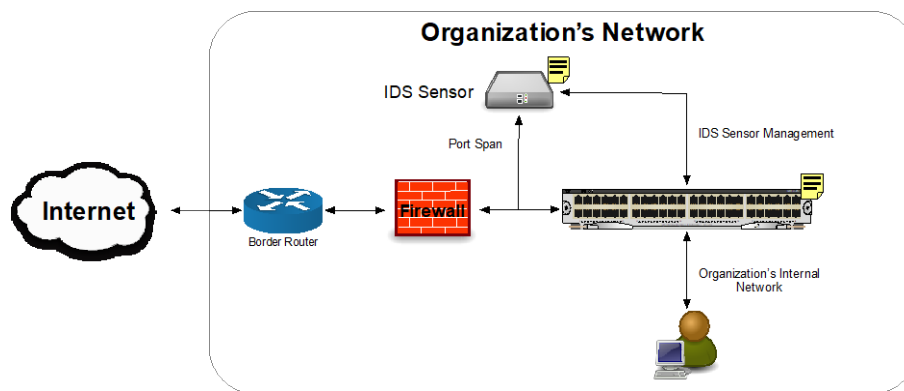 Organization's Network
IDS Sensor
IDS Sensor Management
Port Span
Internet
Firewall
Border Router
Organization's Internal
Network